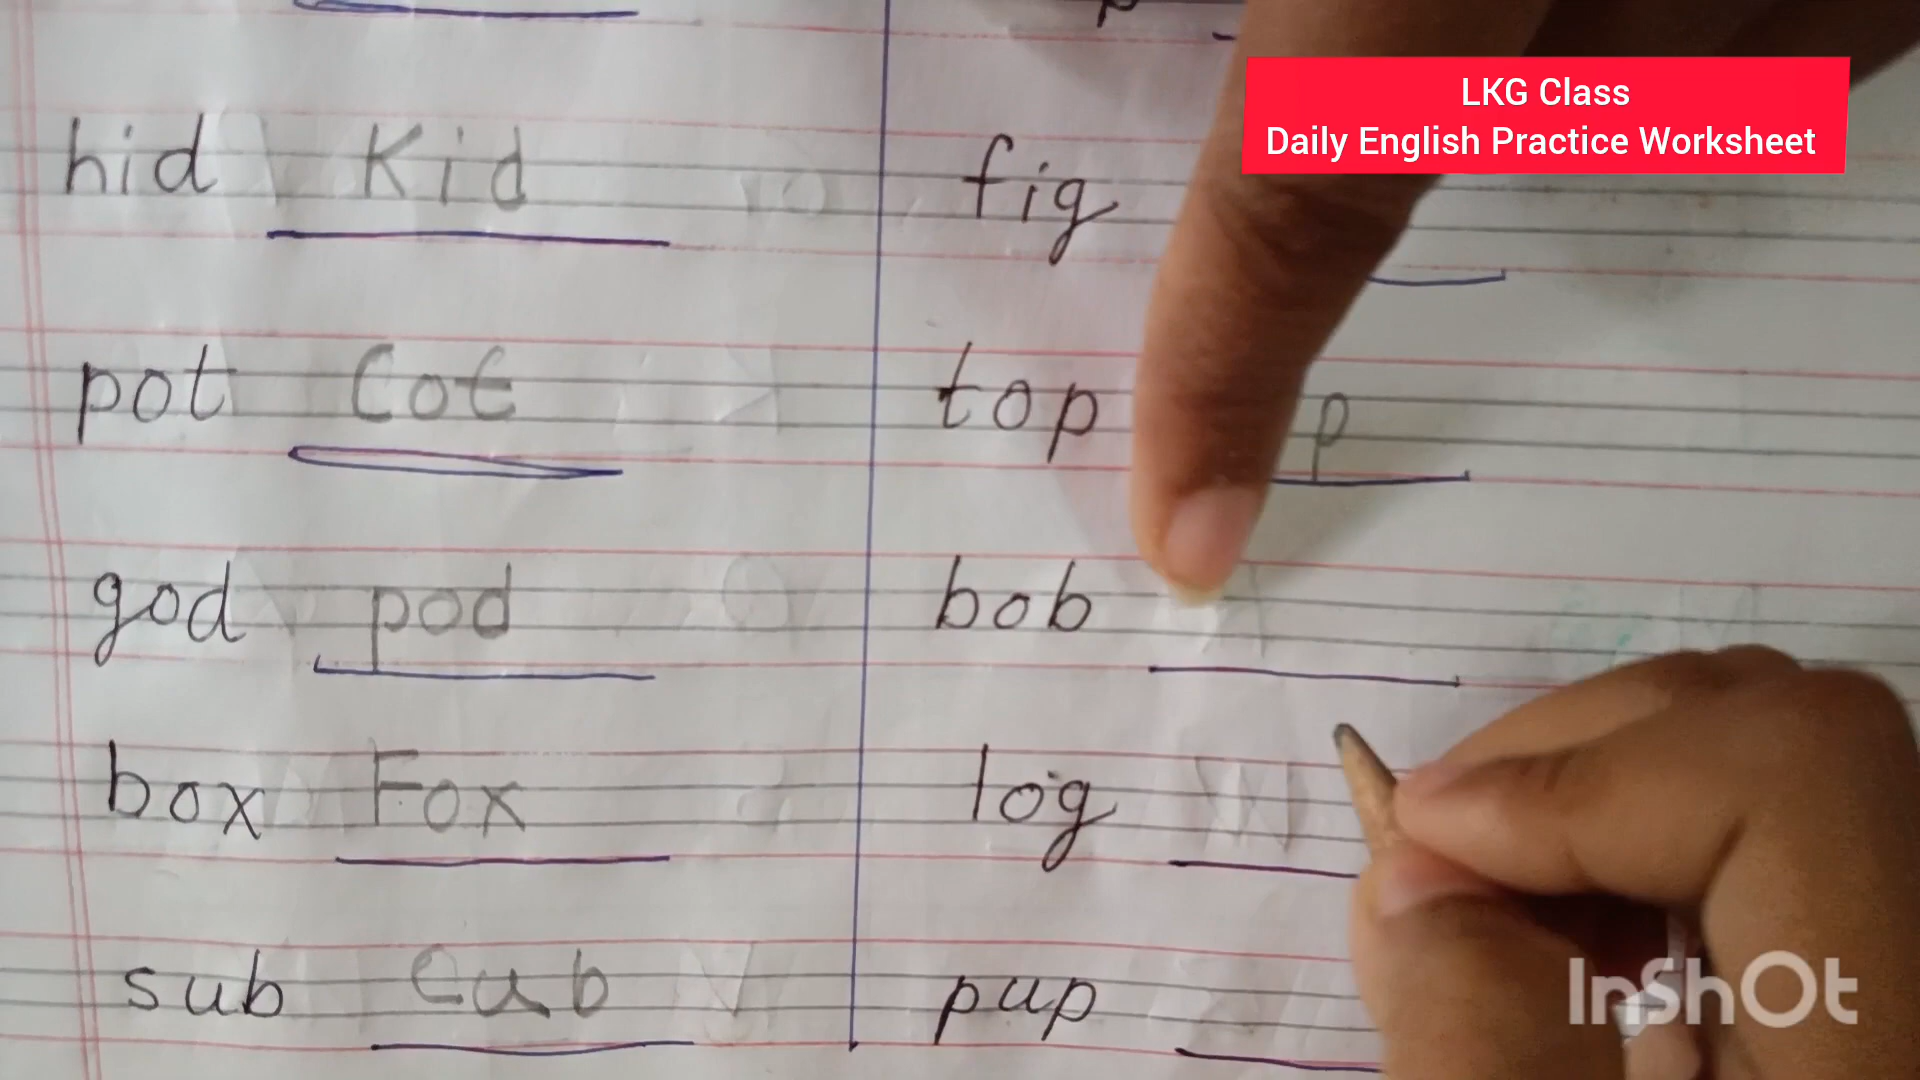 LKG Class
Daily English Practice Worksheet
hid Kid
fig
pot Cot
top p
god pod
bob
box Fox
log
sub Cub
pup
InShOt